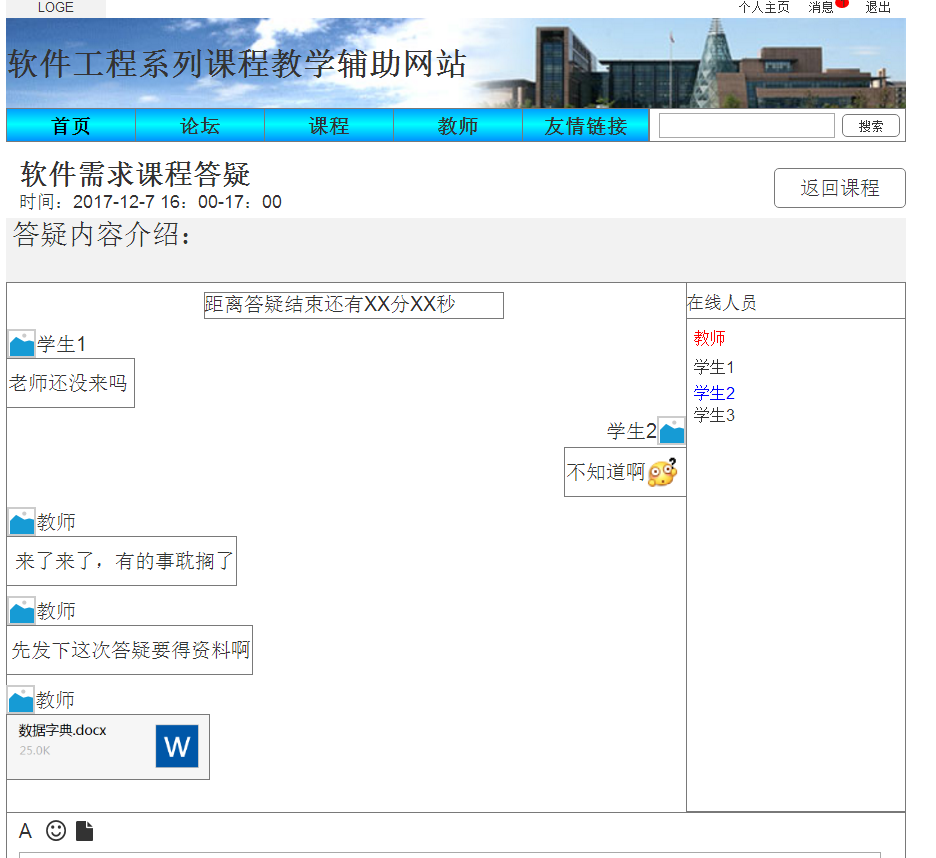 LOGE
个人主页 消息 退出
软件工程系列课程教学辅助网站
首页 论坛 课程 教师 友情链接 搜索
软件需求课程答疑
时间：2017-12-7 16：00-17：00
返回课程
答疑内容介绍：
距离答疑结束还有XX分XX秒
学生1
老师还没来吗
学生2
不知道啊
教师
来了来了，有的事耽搁了
教师
先发下这次答疑要得资料啊
教师
数据字典.docx
25.0K
W
在线人员
教师
学生1
学生2
学生3
A